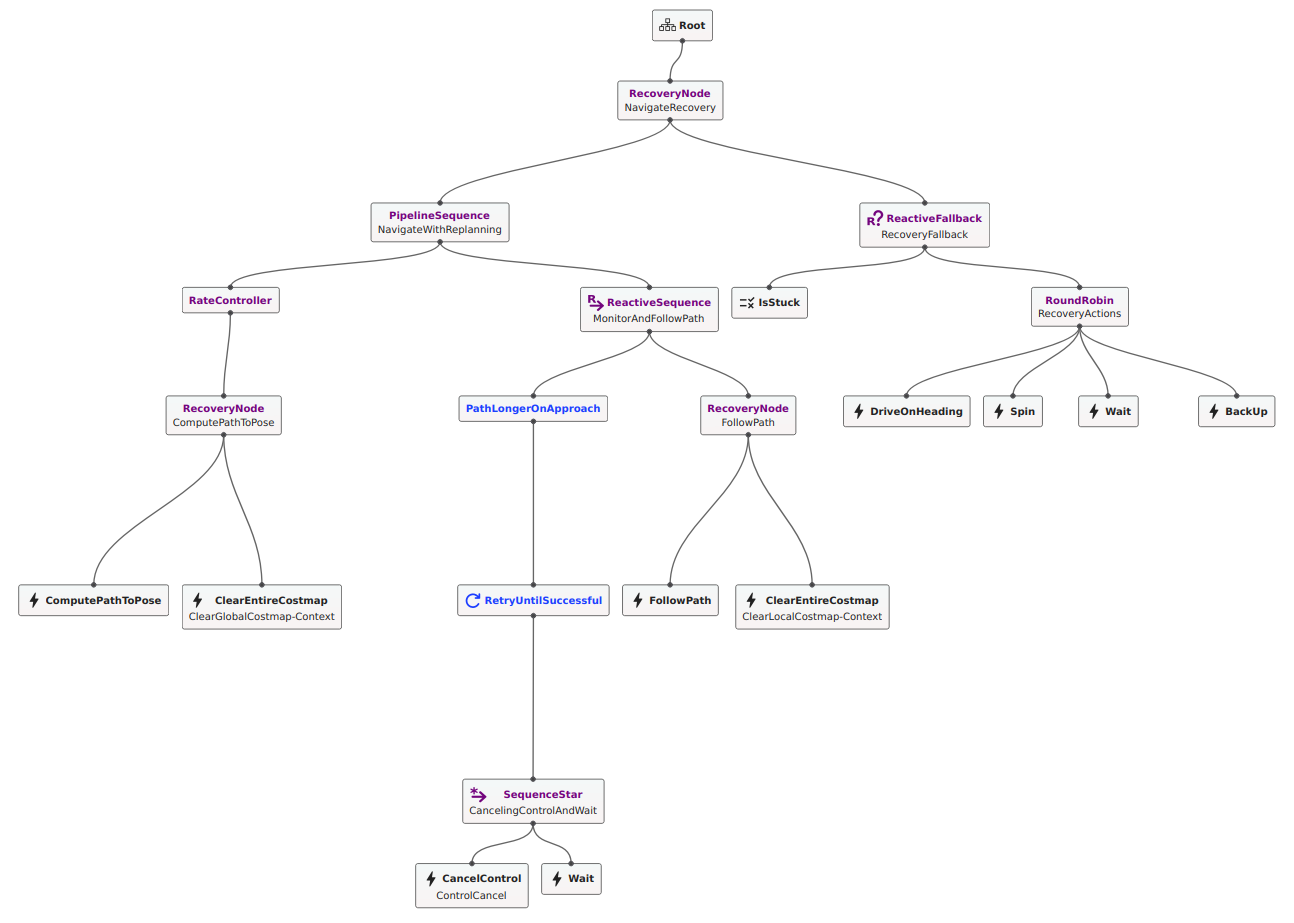 Root
RecoveryNode
NavigateRecovery
PipelineSequence
NavigateWithReplanning
R? ReactiveFallback
RecoveryFallback
RateController
R ReactiveSequence
MonitorAndFollowPath
IsStuck
RoundRobin
RecoveryActions
RecoveryNode
ComputePathToPose
PathLongerOnApproach
RecoveryNode
FollowPath
DriveOnHeading
Spin
Wait
BackUp
ComputePathToPose
ClearEntireCostmap
ClearGlobalCostmap-Context
RetryUntilSuccessful
FollowPath
ClearEntireCostmap
ClearLocalCostmap-Context
* SequenceStar
CancelingControlAndWait
CancelControl
ControlCancel
Wait